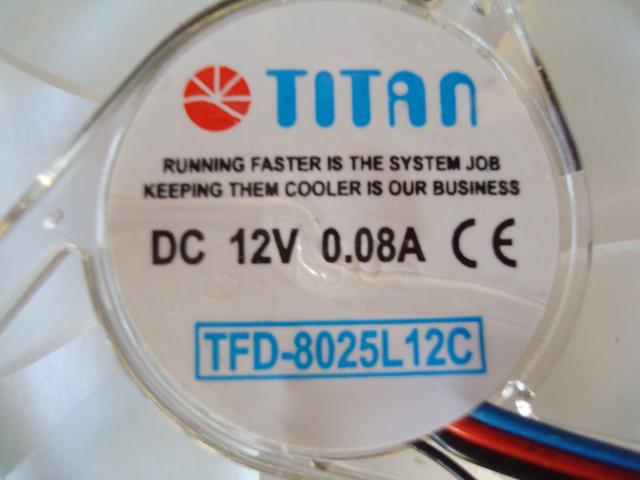 TITAN
RUNNING FASTER IS THE SYSTEM JOB
KEEPING THEM COOLER IS OUR BUSINESS
DC 12V 0.08A CE
TFD-8025L12C